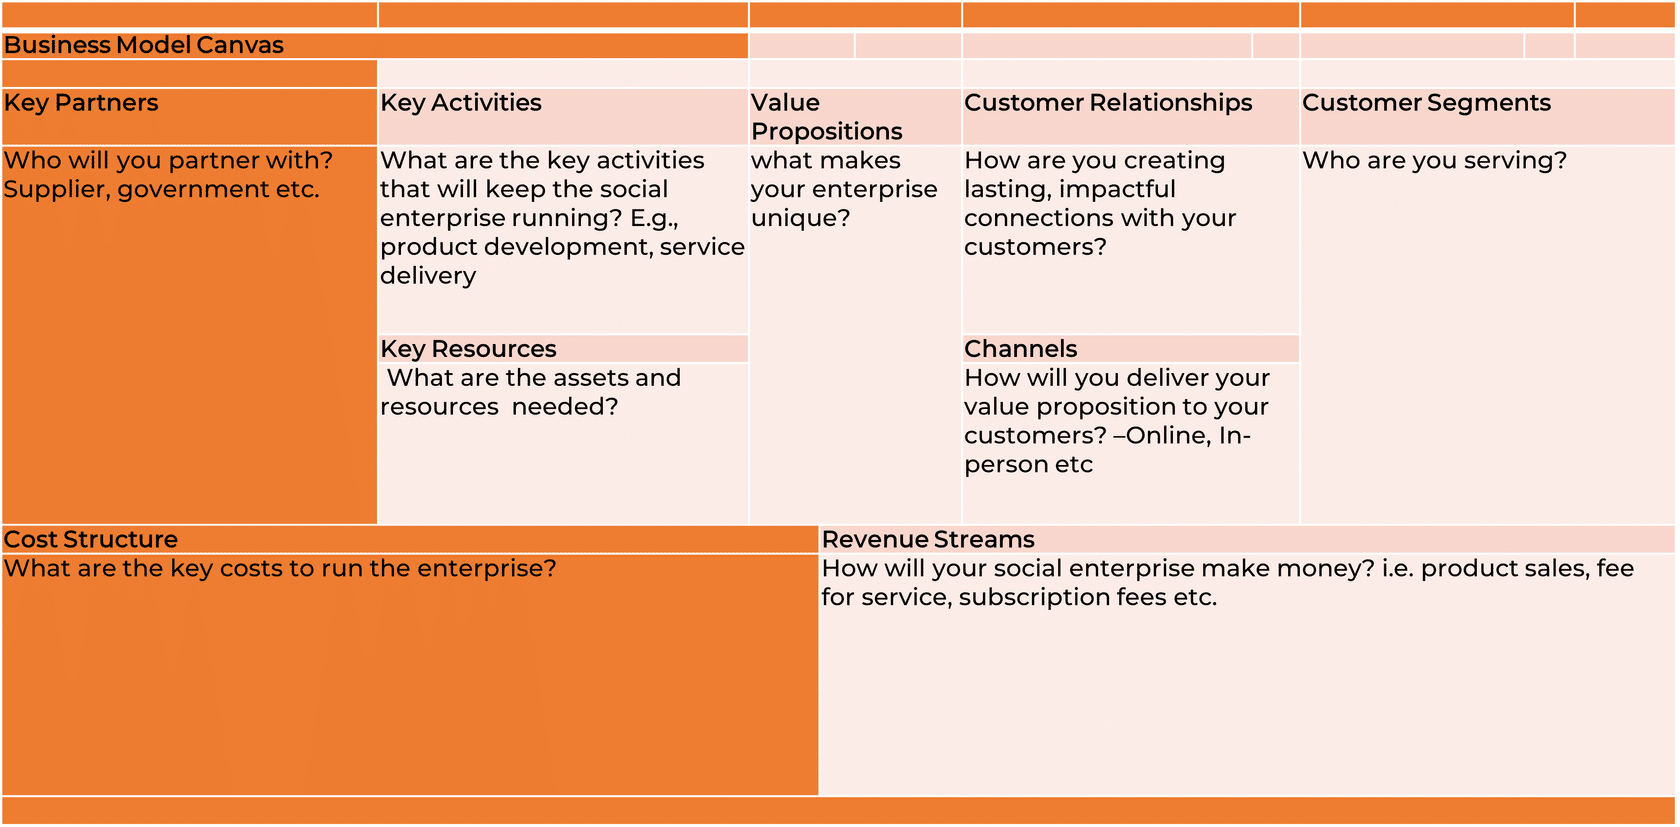 Business Model Canvas
Key Partners
Who will you partner with?
Supplier, government etc.
Key Activities
What are the key activities
that will keep the social
enterprise running? E.g.,
product development, service
delivery
Key Resources
What are the assets and
resources  needed?
Value
Propositions
what makes
your enterprise
unique?
Customer Relationships
How are you creating
lasting, impactful
connections with your
customers?
Channels
How will you deliver your
value proposition to your
customers? –Online, In-
person etc
Customer Segments
Who are you serving?
Cost Structure
What are the key costs to run the enterprise?
Revenue Streams
How will your social enterprise make money? i.e. product sales, fee
for service, subscription fees etc.